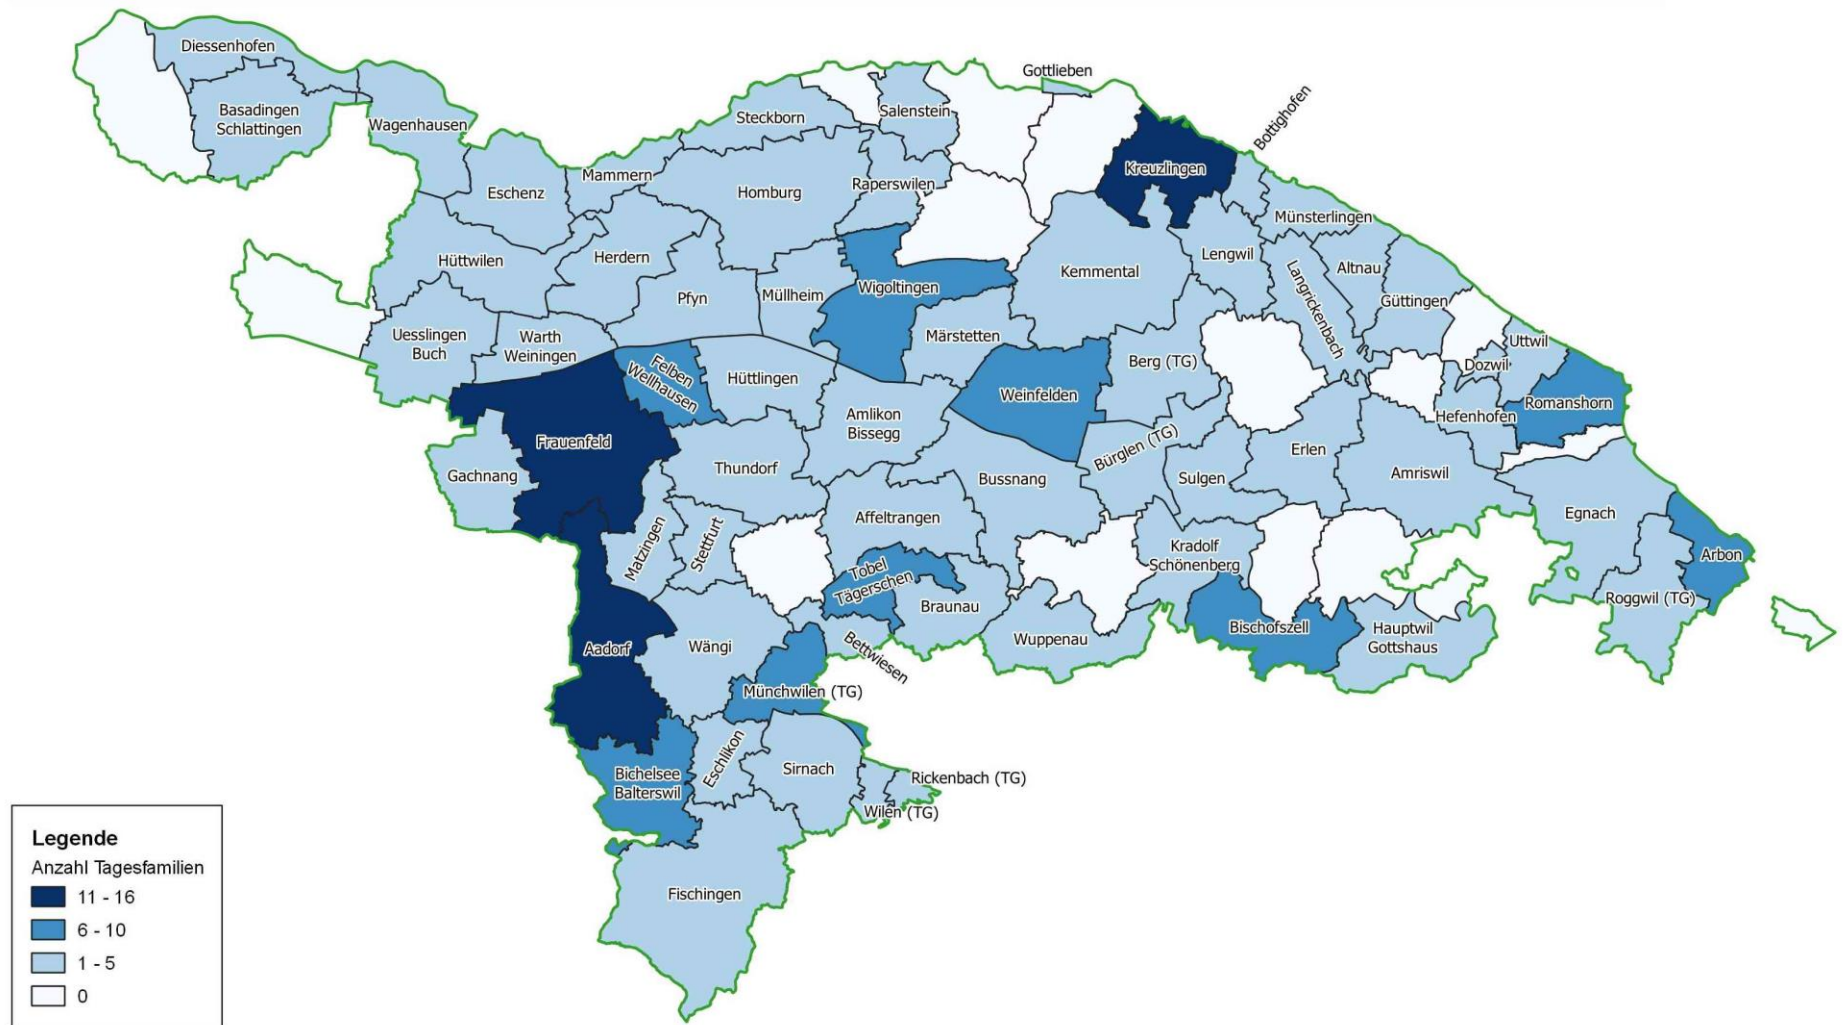 Diessenhofen
Gottlieben
Basadingen
Schlattingen
Wagenhausen
Steckborn
Salenstein
Bottighofen
Kreuzlingen
Mammern
Eschenz
Homburg
Raperswilen
Münsterlingen
Hüttwilen
Herdern
Lengwil
Kemmental
Altnau
Pfyn
Müllheim
Wigoltingen
Langrickenbach
Güttingen
Uesslingen
Buch
Warth
Weiningen
Märstetten
Uttwil
Felben
Wellhausen
Hüttlingen
Berg (TG)
Dozwil
Weinfelden
Romanshorn
Amlikon
Bissegg
Hefenhofen
Frauenfeld
Bürglen (TG)
Erlen
Gachnang
Thundorf
Bussnang
Sulgen
Amriswil
Affeltrangen
Egnach
Matzingen
Stettfurt
Kradolf
Schönenberg
Arbon
Tobel
Tägerschen
Braunau
Roggwil (TG)
Aadorf
Wängi
Bettwiesen
Wuppenau
Bischofszell
Hauptwil
Gottshaus
Münchwilen (TG)
Eschlikon
Sirnach
Bichelsee
Balterswil
Rickenbach (TG)
Wilen (TG)
Fischingen
Legende
Anzahl Tagesfamilien
11 - 16
6 - 10
1 - 5
0